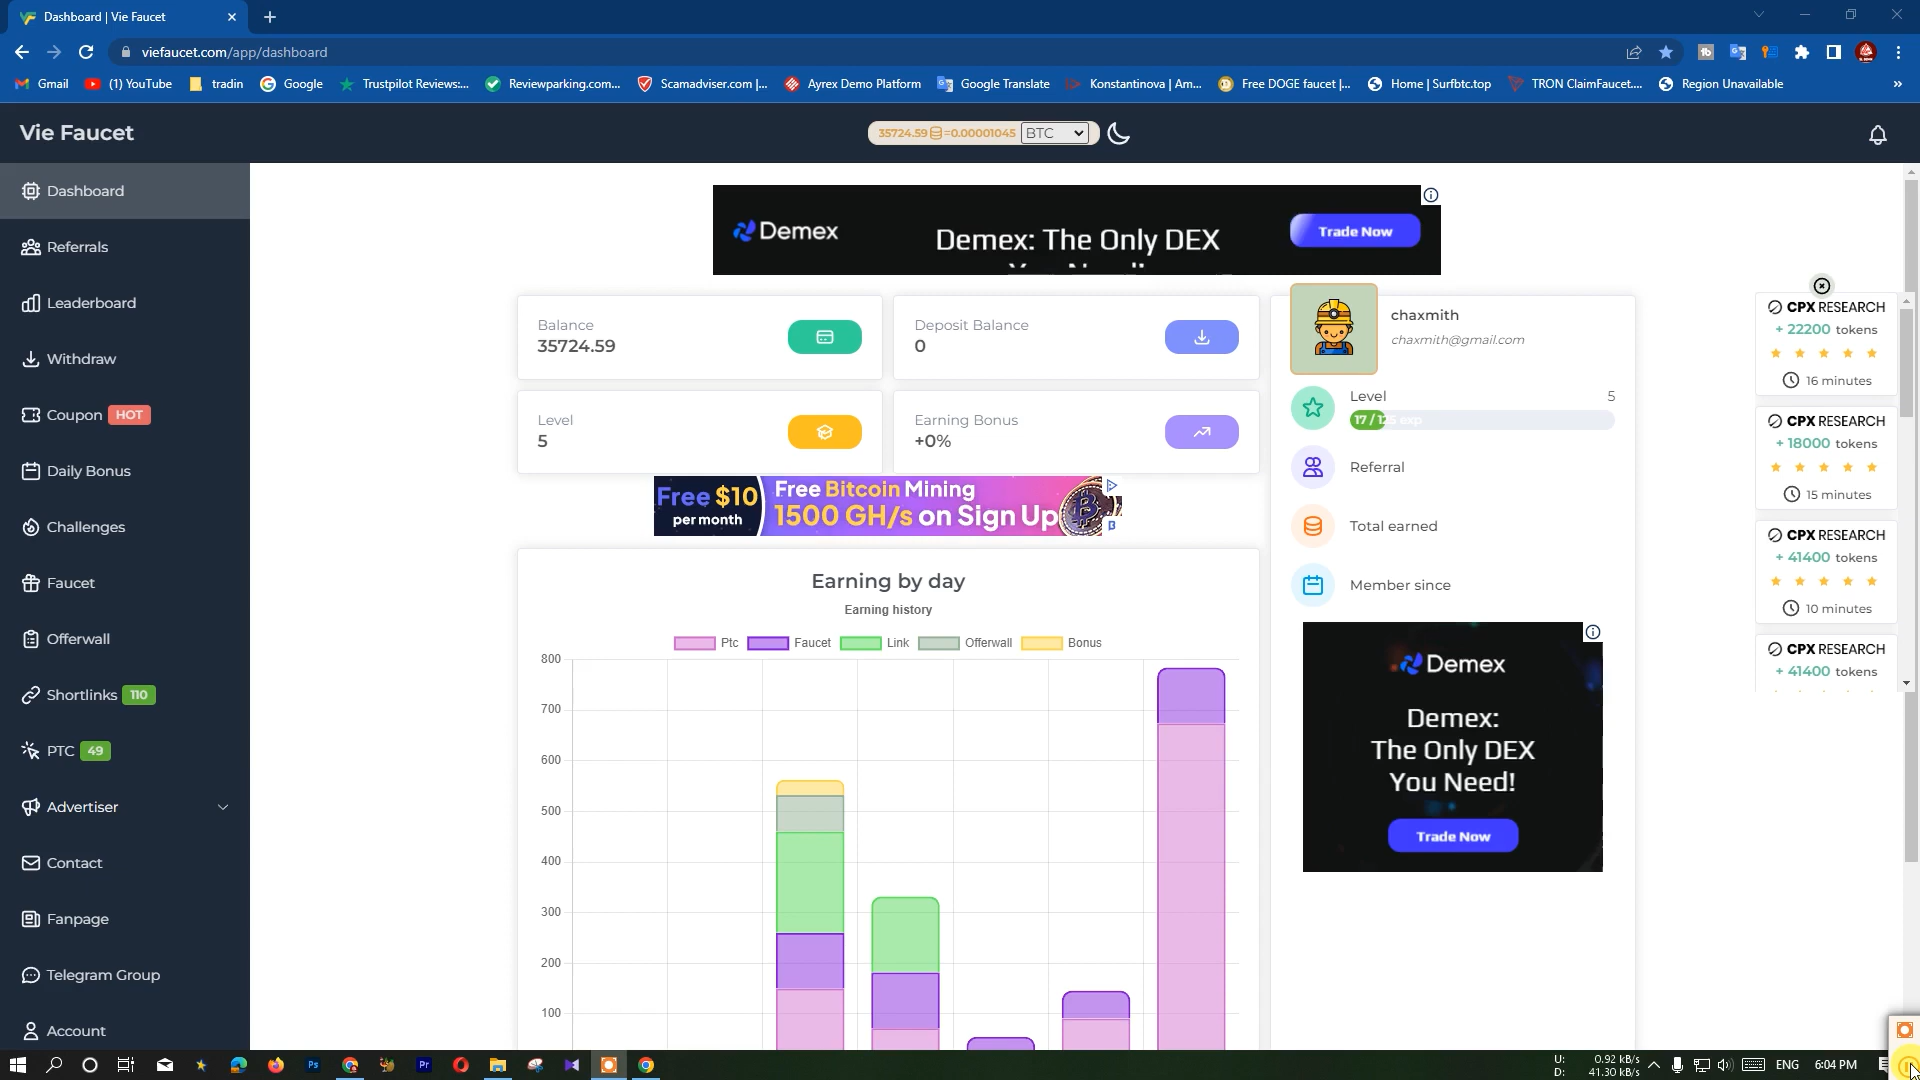 Dashboard | Vie Faucet
viefaucet.com/app/dashboard
Gmail
(1) YouTube
tradin
Google
Trustpilot Reviews:...
Reviewparking.com...
Scamadviser.com |...
Ayrex Demo Platform
Google Translate
Konstantinova | Am...
Free DOGE faucet |...
Home | Surfbtc.top
TRON ClaimFaucet....
Region Unavailable
»
Vie Faucet
35724.59 =0.00001045 BTC
Dashboard
Referrals
Leaderboard
Withdraw
Coupon HOT
Daily Bonus
Challenges
Faucet
Offerwall
Shortlinks 110
PTC 49
Advertiser
Contact
Fanpage
Telegram Group
Account
Demex
Demex: The Only DEX
You Need!
Trade Now
Balance
35724.59
Deposit Balance
0
Level
5
Earning Bonus
+0%
Free $10
per month
Free Bitcoin Mining
1500 GH/s on Sign Up
Earning by day
Earning history
Ptc
Faucet
Link
Offerwall
Bonus
800
700
600
500
400
300
200
100
chaxmith
chaxmith@gmail.com
Level 5
17 / 125 exp
Referral
Total earned
Member since
Demex
Demex:
The Only DEX
You Need!
Trade Now
CPX RESEARCH
+ 22200 tokens
16 minutes
CPX RESEARCH
+ 18000 tokens
15 minutes
CPX RESEARCH
+ 41400 tokens
10 minutes
CPX RESEARCH
+ 41400 tokens
U: 0.92 kB/s
D: 41.30 kB/s
ENG
6:04 PM